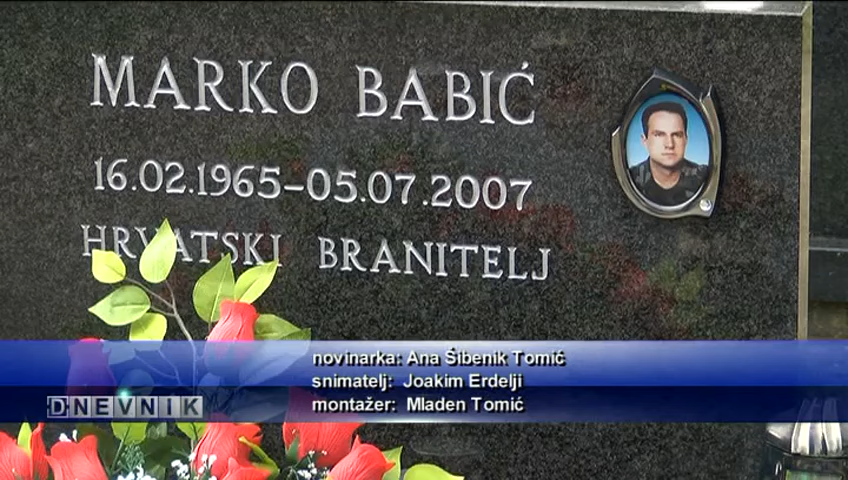 MARKO BABIĆ
16.02.1965-05.07.2007
HRVATSKI BRANITELJ
novinarka: Ana Šibenik Tomić
snimatelj: Joakim Erdelji
DNEVNIK
montažer: Mladen Tomić